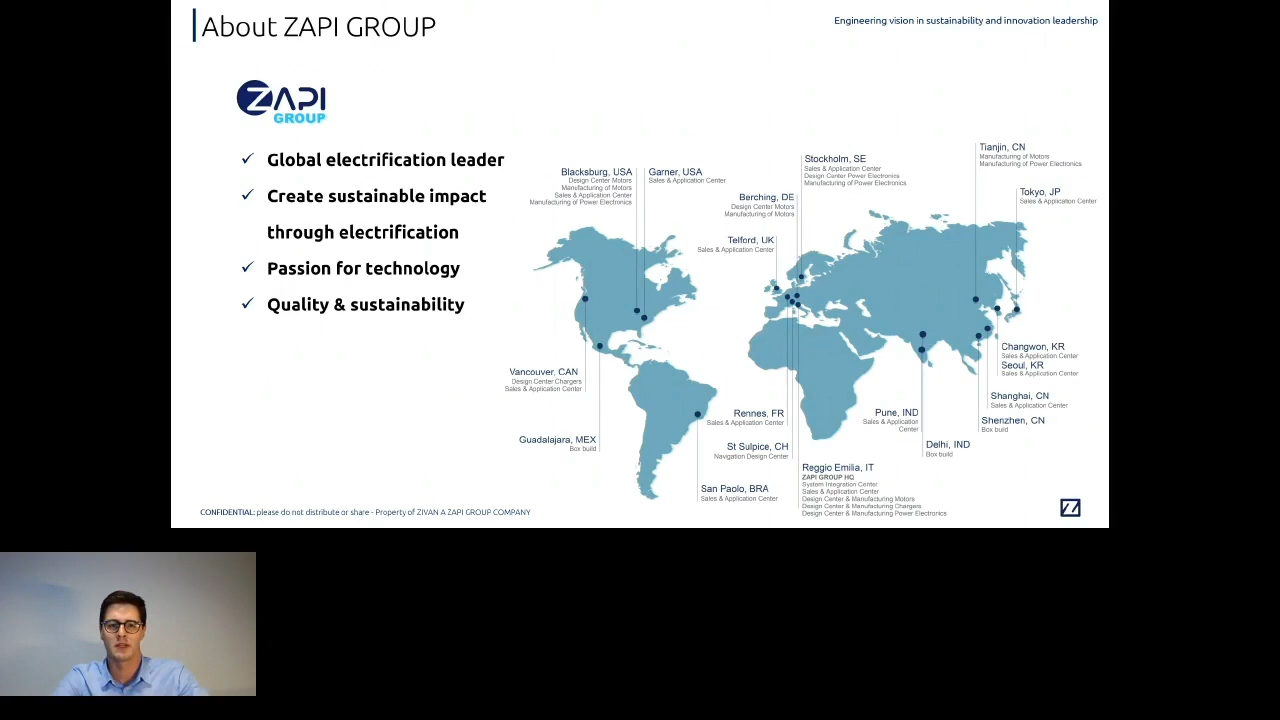 About ZAPI GROUP
Engineering vision in sustainability and innovation leadership
ZAPI
GROUP
✓ Global electrification leader
✓ Create sustainable impact
through electrification
✓ Passion for technology
✓ Quality & sustainability
Blacksburg, USA
Design Center Motors
Manufacturing of Motors
Sales & Application Center
Manufacturing of Power Electronics
Garner, USA
Sales & Application Center
Stockholm, SE
Sales & Application Center
Design Center Power Electronics
Manufacturing of Power Electronics
Berching, DE
Design Center Motors
Manufacturing of Motors
Telford, UK
Sales & Application Center
Tianjin, CN
Manufacturing of Motors
Manufacturing of Power Electronics
Tokyo, JP
Sales & Application Center
Vancouver, CAN
Design Center Chargers
Sales & Application Center
Guadalajara, MEX
Box build
San Paolo, BRA
Sales & Application Center
Rennes, FR
Sales & Application Center
St Sulpice, CH
Navigation Design Center
Reggio Emilia, IT
ZAPI GROUP HQ
System Integration Center
Sales & Application Center
Design Center & Manufacturing Motors
Design Center & Manufacturing Chargers
Design Center & Manufacturing Power Electronics
Pune, IND
Sales & Application
Center
Delhi, IND
Box build
Changwon, KR
Sales & Application Center
Seoul, KR
Sales & Application Center
Shanghai, CN
Sales & Application Center
Shenzhen, CN
Box build
CONFIDENTIAL: please do not distribute or share - Property of ZIVAN A ZAPI GROUP COMPANY